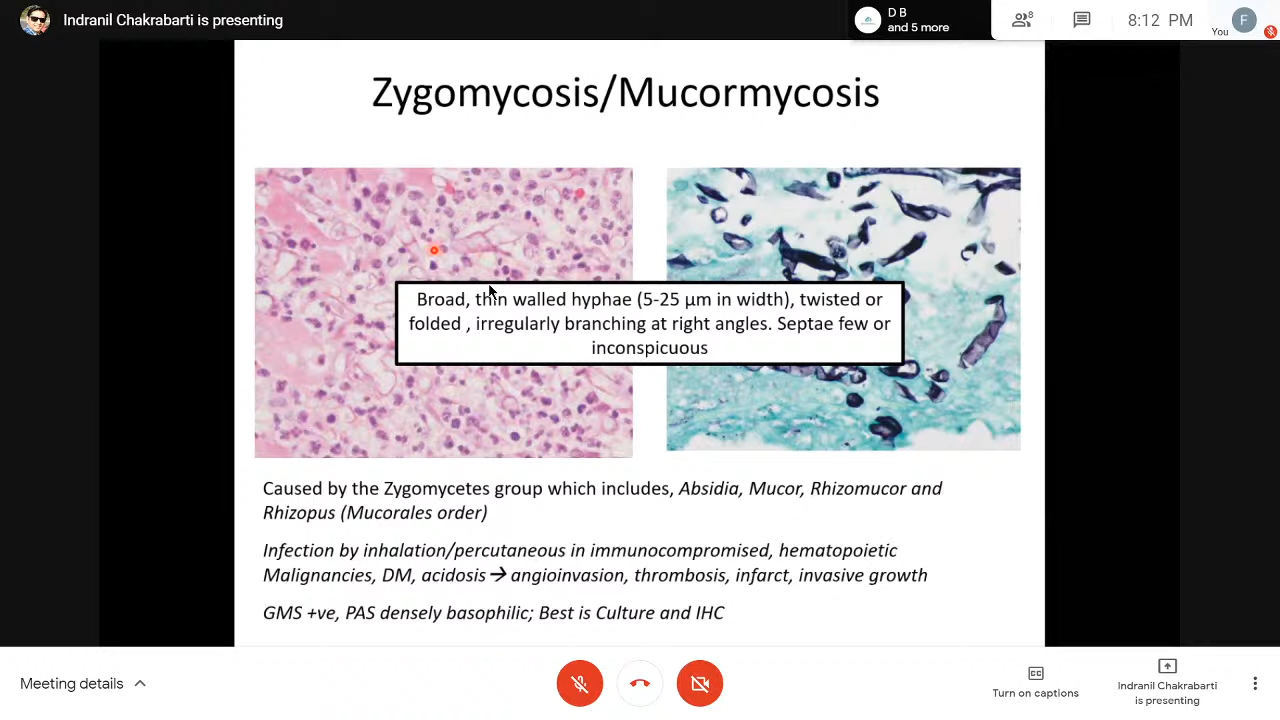 Indranil Chakrabarti is presenting
D B
and 5 more
8
8:12 PM
You
F
Zygomycosis/Mucormycosis
Broad, thin walled hyphae (5-25 µm in width), twisted or
folded , irregularly branching at right angles. Septae few or
inconspicuous
Caused by the Zygomycetes group which includes, Absidia, Mucor, Rhizomucor and
Rhizopus (Mucorales order)
Infection by inhalation/percutaneous in immunocompromised, hematopoietic
Malignancies, DM, acidosis→ angioinvasion, thrombosis, infarct, invasive growth
GMS +ve, PAS densely basophilic; Best is Culture and IHC
Meeting details
CC
Turn on captions
Indranil Chakrabarti
is presenting